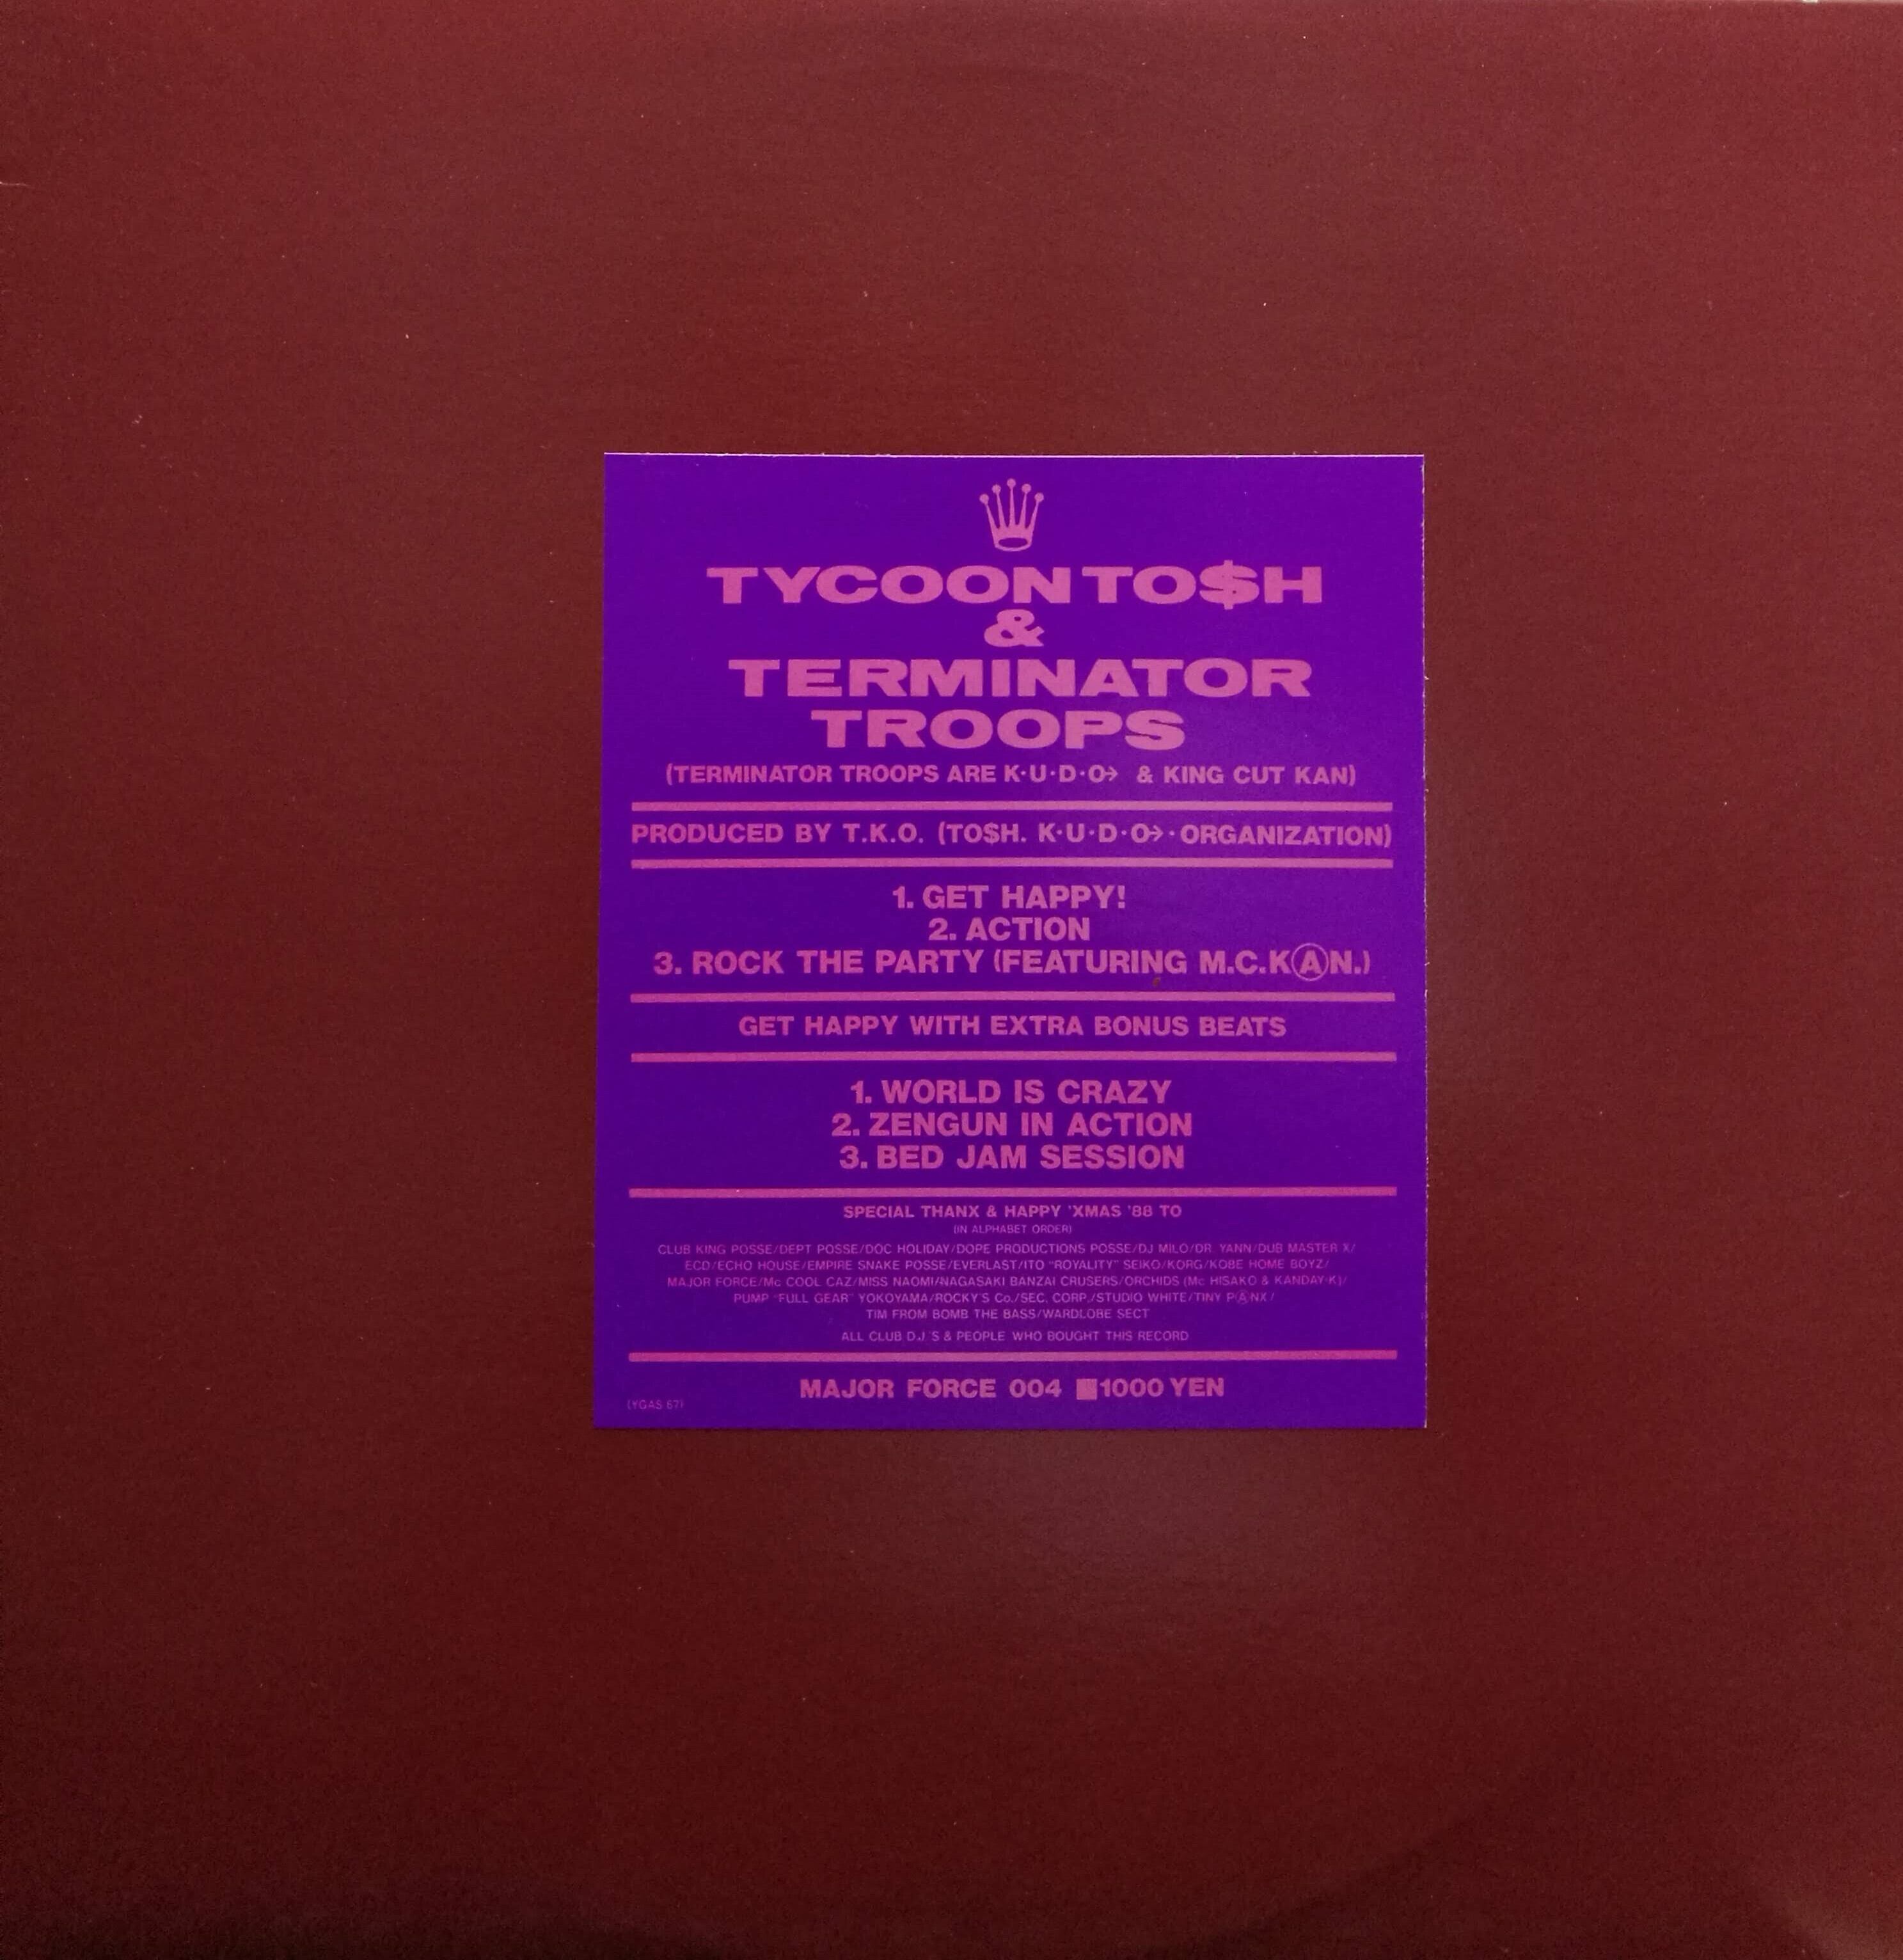 TYCOON TO$H
&
TERMINATOR
TROOPS
(TERMINATOR TROOPS ARE K·U·D·O→ & KING CUT KAN)
PRODUCED BY T.K.O. (TO$H. K·U·D·O→·ORGANIZATION)
1. GET HAPPY!
2. ACTION
3. ROCK THE PARTY (FEATURING M.C.KⒶN.)
GET HAPPY WITH EXTRA BONUS BEATS
1. WORLD IS CRAZY
2. ZENGUN IN ACTION
3. BED JAM SESSION
SPECIAL THANX & HAPPY 'XMAS '88 TO
(IN ALPHABET ORDER)
CLUB KING POSSE/DEPT POSSE/DOC HOLIDAY/DOPE PRODUCTIONS POSSE/DJ MILO/DR. YANN/DUB MASTER X/
ECD/ECHO HOUSE/EMPIRE SNAKE POSSE/EVERLAST/ITO "ROYALITY" SEIKO/KORG/KOBE HOME BOYZ/
MAJOR FORCE/Mc COOL CAZ/MISS NAOMI/NAGASAKI BANZAI CRUSERS/ORCHIDS (Mc HISAKO & KANDAY·K)/
PUMP "FULL GEAR" YOKOYAMA/ROCKY'S Co./SEC. CORP./STUDIO WHITE/TINY PⒶNX/
TIM FROM BOMB THE BASS/WARDLOBE SECT
ALL CLUB D.J'S & PEOPLE WHO BOUGHT THIS RECORD
MAJOR FORCE 004 ■1000 YEN
(YGAS 67)